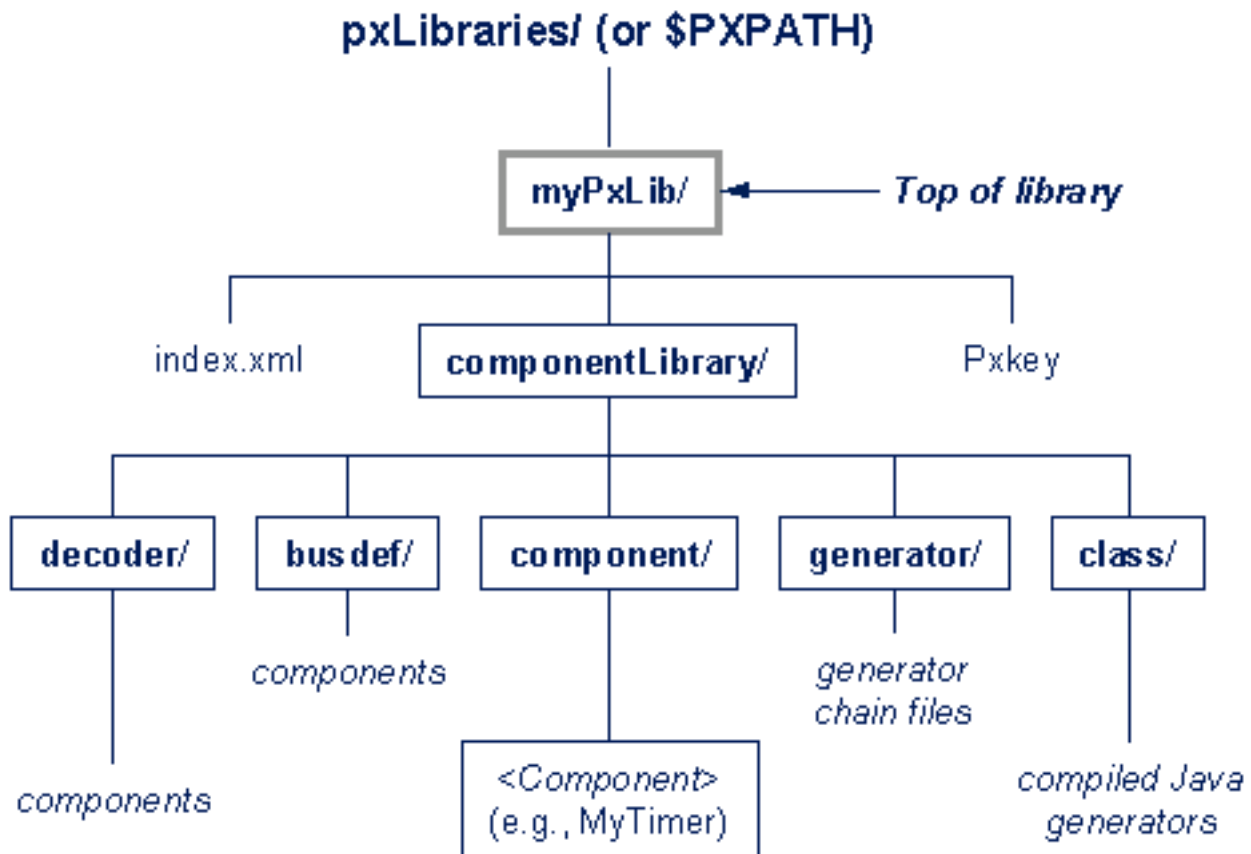 pxLibraries/ (or $PXPATH)
myPxLib/
Top of library
index.xml
componentLibrary/
Pxkey
decoder/
busdef/
component/
generator/
class/
components
generator
chain files
components
<Component>
(e.g., MyTimer)
compiled Java
generators